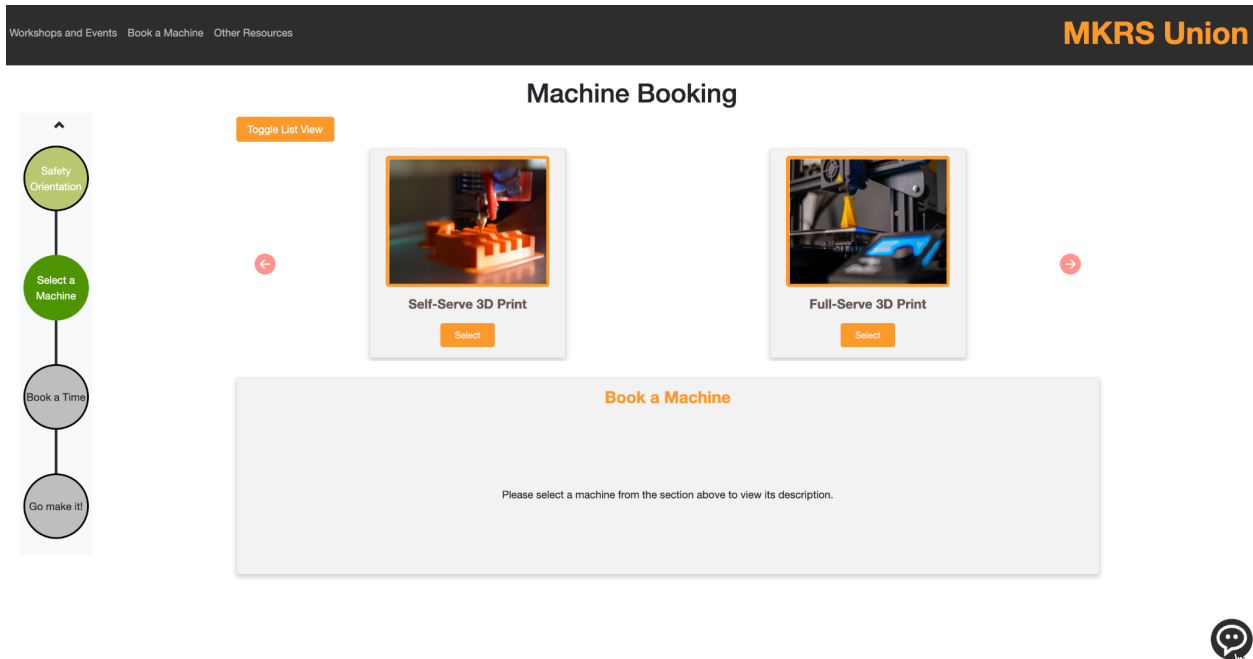 Workshops and Events Book a Machine Other Resources
MKRS Union
Machine Booking
Toggle List View
Safety
Orientation
Select a
Machine
Book a Time
Go make it!
Self-Serve 3D Print
Select
Full-Serve 3D Print
Select
Book a Machine
Please select a machine from the section above to view its description.